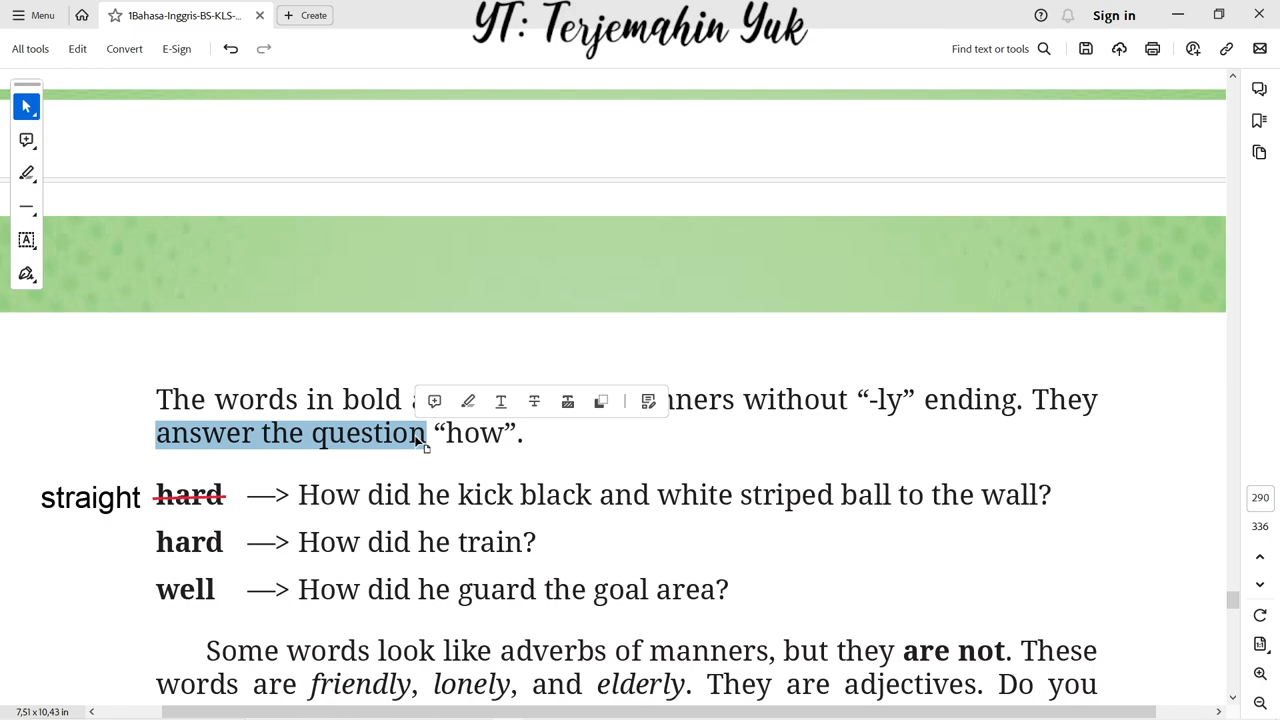 Menu
1Bahasa-Inggris-BS-KLS-...
Create
YT: Terjemahin Yuk
Sign in
All tools
Edit
Convert
E-Sign
Find text or tools
The words in bold a nners without “-ly” ending. They
answer the question “how”.
straight hard —> How did he kick black and white striped ball to the wall?
hard —> How did he train?
well —> How did he guard the goal area?
Some words look like adverbs of manners, but they are not. These
words are friendly, lonely, and elderly. They are adjectives. Do you
290
336
7,51 x 10,43 in